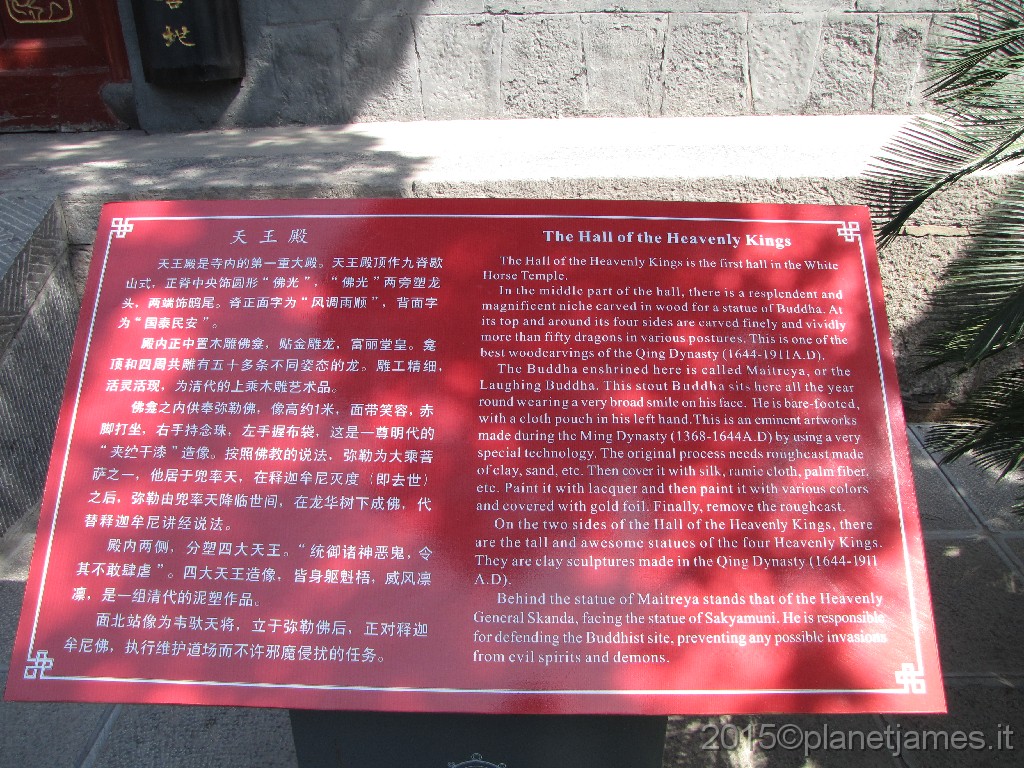 天王殿
天王殿是寺内的第一重大殿。天王殿顶作九脊歇
山式，正脊中央饰圆形“佛光”，“佛光”两旁塑龙
头，两端饰鸱尾。脊正面字为“风调雨顺”，背面字
为“国泰民安”。
殿内正中置木雕佛龛，贴金雕龙，富丽堂皇。龛
顶和四周共雕有五十多条不同姿态的龙。雕工精细，
活灵活现，为清代的上乘木雕艺术品。
佛龛之内供奉弥勒佛，像高约1米，面带笑容，赤
脚打坐，右手持念珠，左手握布袋，这是一尊明代的
“夹纻干漆”造像。按照佛教的说法，弥勒为大乘菩
萨之一，他居于兜率天，在释迦牟尼灭度（即去世）
之后，弥勒由兜率天降临世间，在龙华树下成佛，代
替释迦牟尼讲经说法。
殿内两侧，分塑四大天王。“统御诸神恶鬼，令
其不敢肆虐”。四大天王造像，皆身躯魁梧，威风凛
凛，是一组清代的泥塑作品。
面北站像为韦驮天将，立于弥勒佛后，正对释迦
牟尼佛，执行维护道场而不许邪魔侵扰的任务。
The Hall of the Heavenly Kings
The Hall of the Heavenly Kings is the first hall in the White
Horse Temple.
In the middle part of the hall, there is a resplendent and
magnificent niche carved in wood for a statue of Buddha. At
its top and around its four sides are carved finely and vividly
more than fifty dragons in various postures. This is one of the
best woodcarvings of the Qing Dynasty (1644-1911A.D).
The Buddha enshrined here is called Maitreya, or the
Laughing Buddha. This stout Buddha sits here all the year
round wearing a very broad smile on his face. He is bare-footed,
with a cloth pouch in his left hand.This is an eminent artworks
made during the Ming Dynasty (1368-1644A.D) by using a very
special technology. The original process needs roughcast made
of clay, sand, etc. Then cover it with silk, ramie cloth, palm fiber,
etc. Paint it with lacquer and then paint it with various colors
and covered with gold foil. Finally, remove the roughcast.
On the two sides of the Hall of the Heavenly Kings, there
are the tall and awesome statues of the four Heavenly Kings.
They are clay sculptures made in the Qing Dynasty (1644-1911
A.D).
Behind the statue of Maitreya stands that of the Heavenly
General Skanda, facing the statue of Sakyamuni. He is responsible
for defending the Buddhist site, preventing any possible invasions
from evil spirits and demons.
2015©planetjames.it